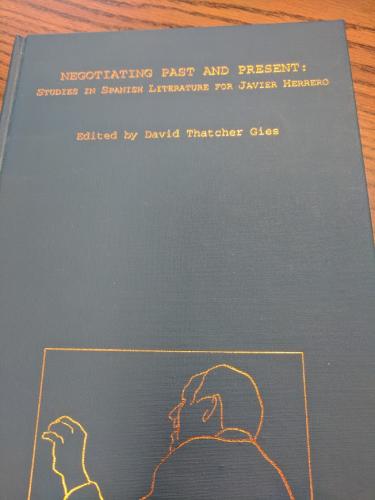 NEGOTIATING PAST AND PRESENT:
STUDIES IN SPANISH LITERATURE FOR JAVIER HERRERO
Edited by David Thatcher Gies